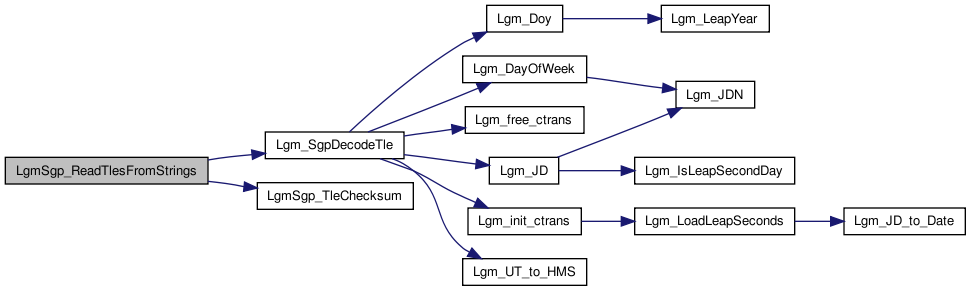 LgmSgp_ReadTlesFromStrings
Lgm_SgpDecodeTle
LgmSgp_TleChecksum
Lgm_Doy
Lgm_DayOfWeek
Lgm_free_ctrans
Lgm_JD
Lgm_init_ctrans
Lgm_UT_to_HMS
Lgm_LeapYear
Lgm_JDN
Lgm_IsLeapSecondDay
Lgm_LoadLeapSeconds
Lgm_JD_to_Date